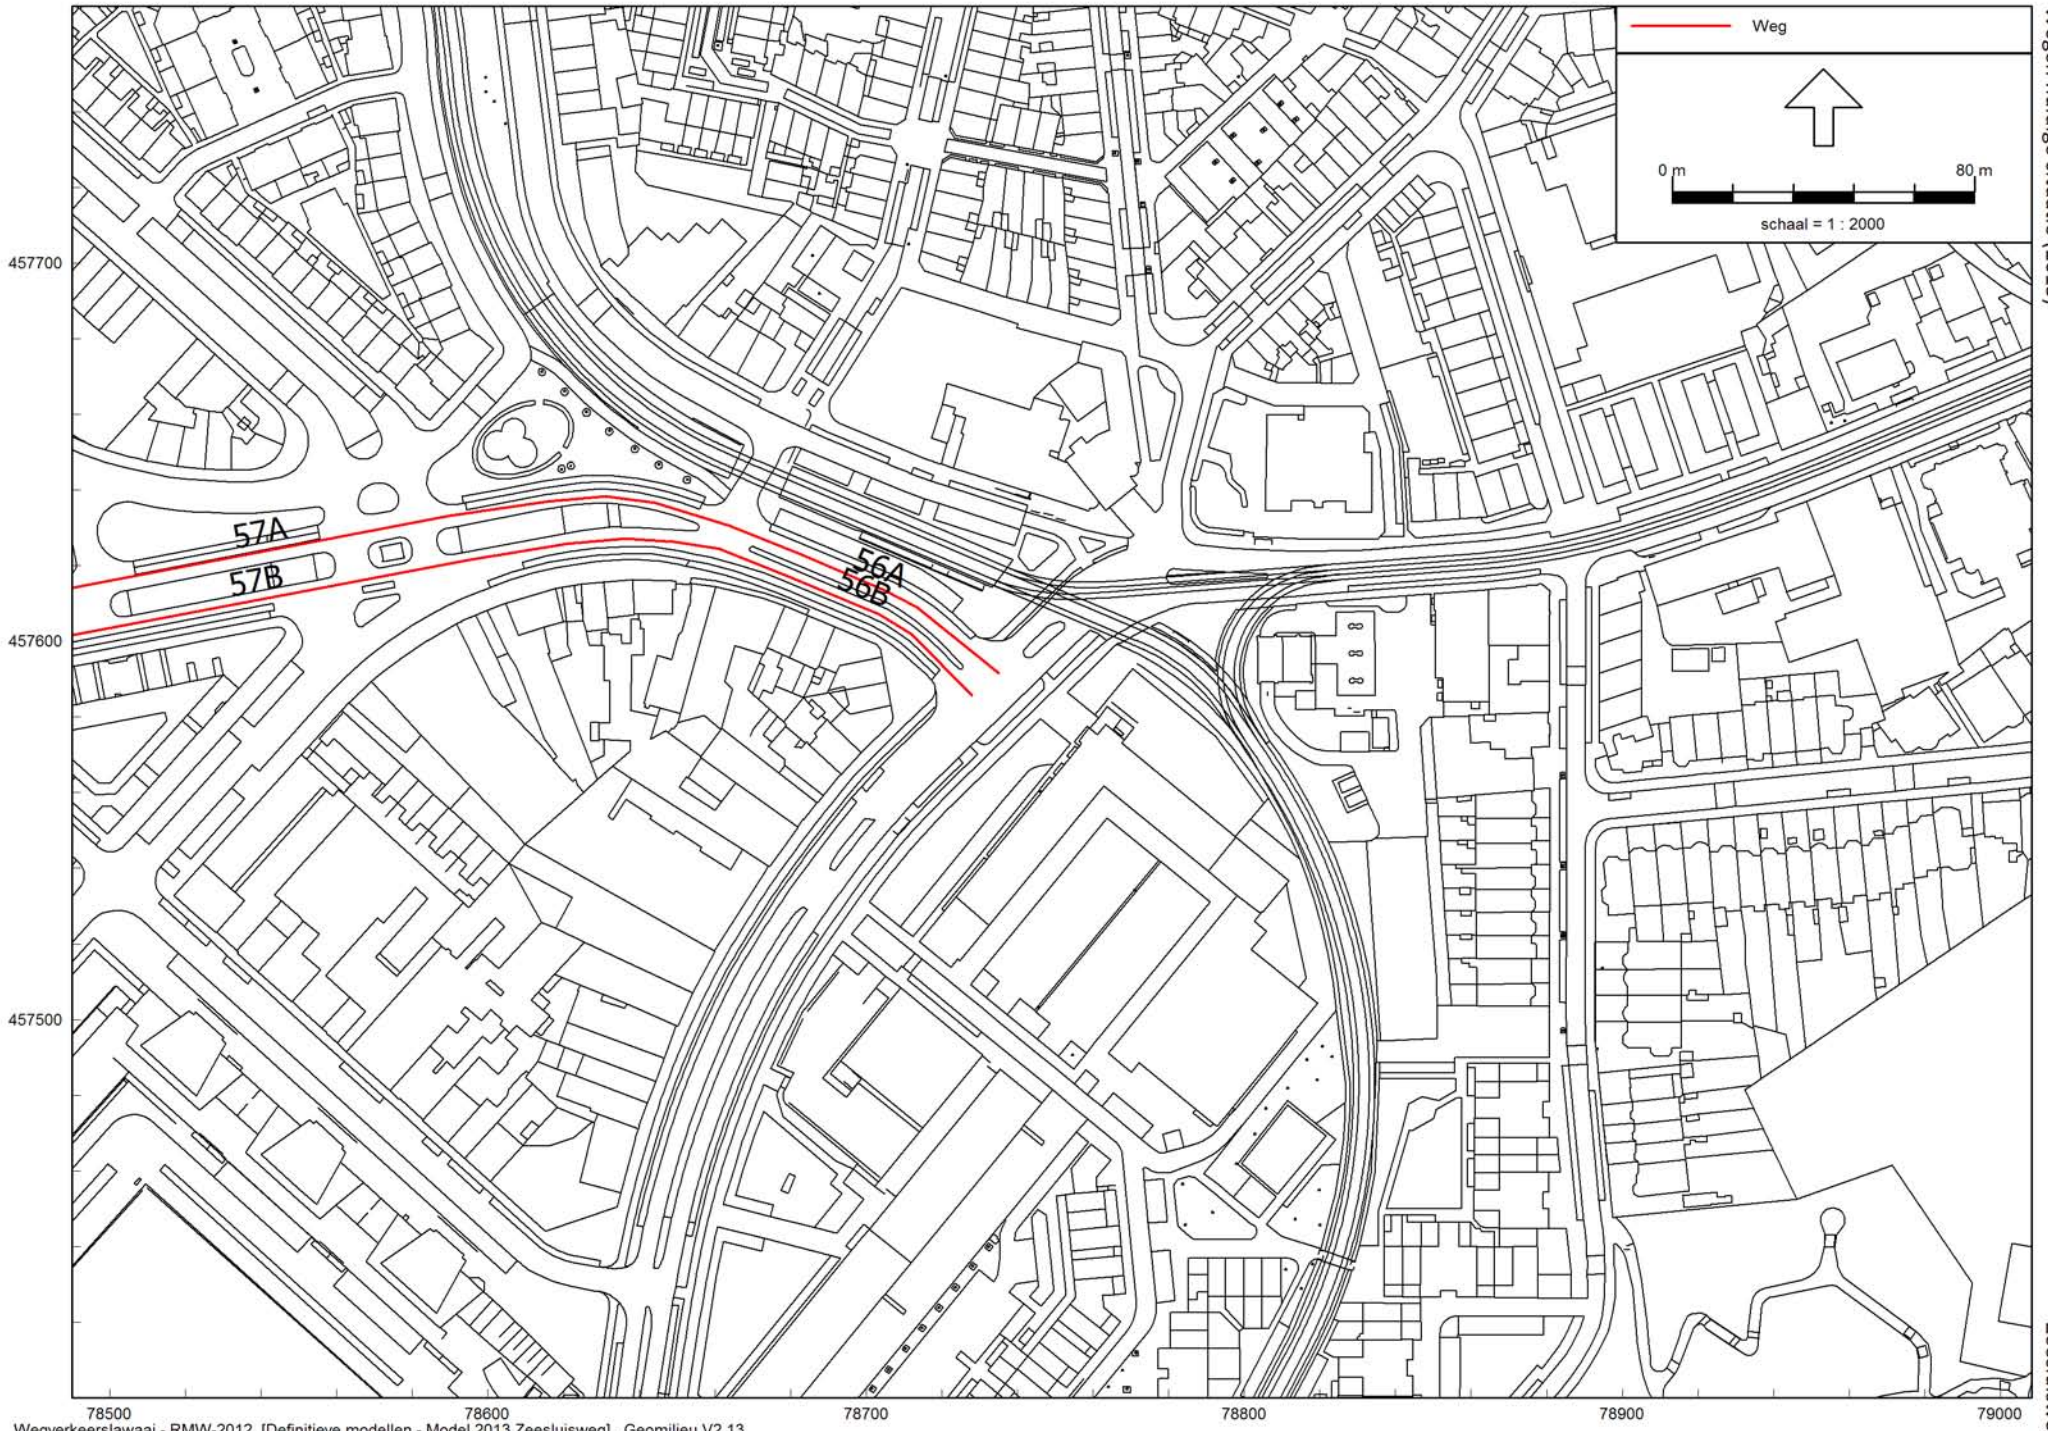 Weg
0 m 80 m
schaal = 1 : 2000
457700
57A
57B
56A
56B
457600
457500
78500 78600 78700 78800 78900 79000
Wegverkeerslawaai - RMW-2012, [Definitieve modellen - Model 2013 Zeesluisweg], Geomilieu V2.13